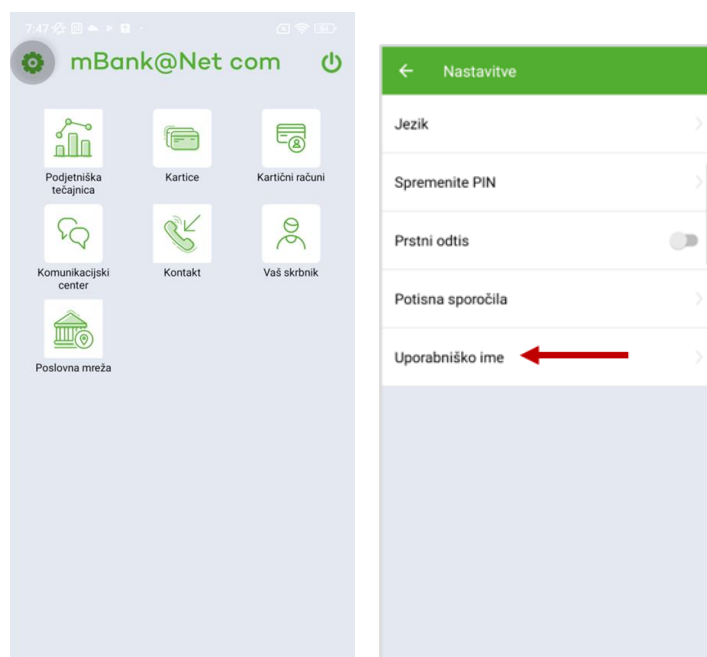 7:47
mBank@Net com
Podjetniška
tečajnica
Kartice
Kartični računi
Komunikacijski
center
Kontakt
Vaš skrbnik
Poslovna mreža
Nastavitve
Jezik
Spremenite PIN
Prstni odtis
Potisna sporočila
Uporabniško ime